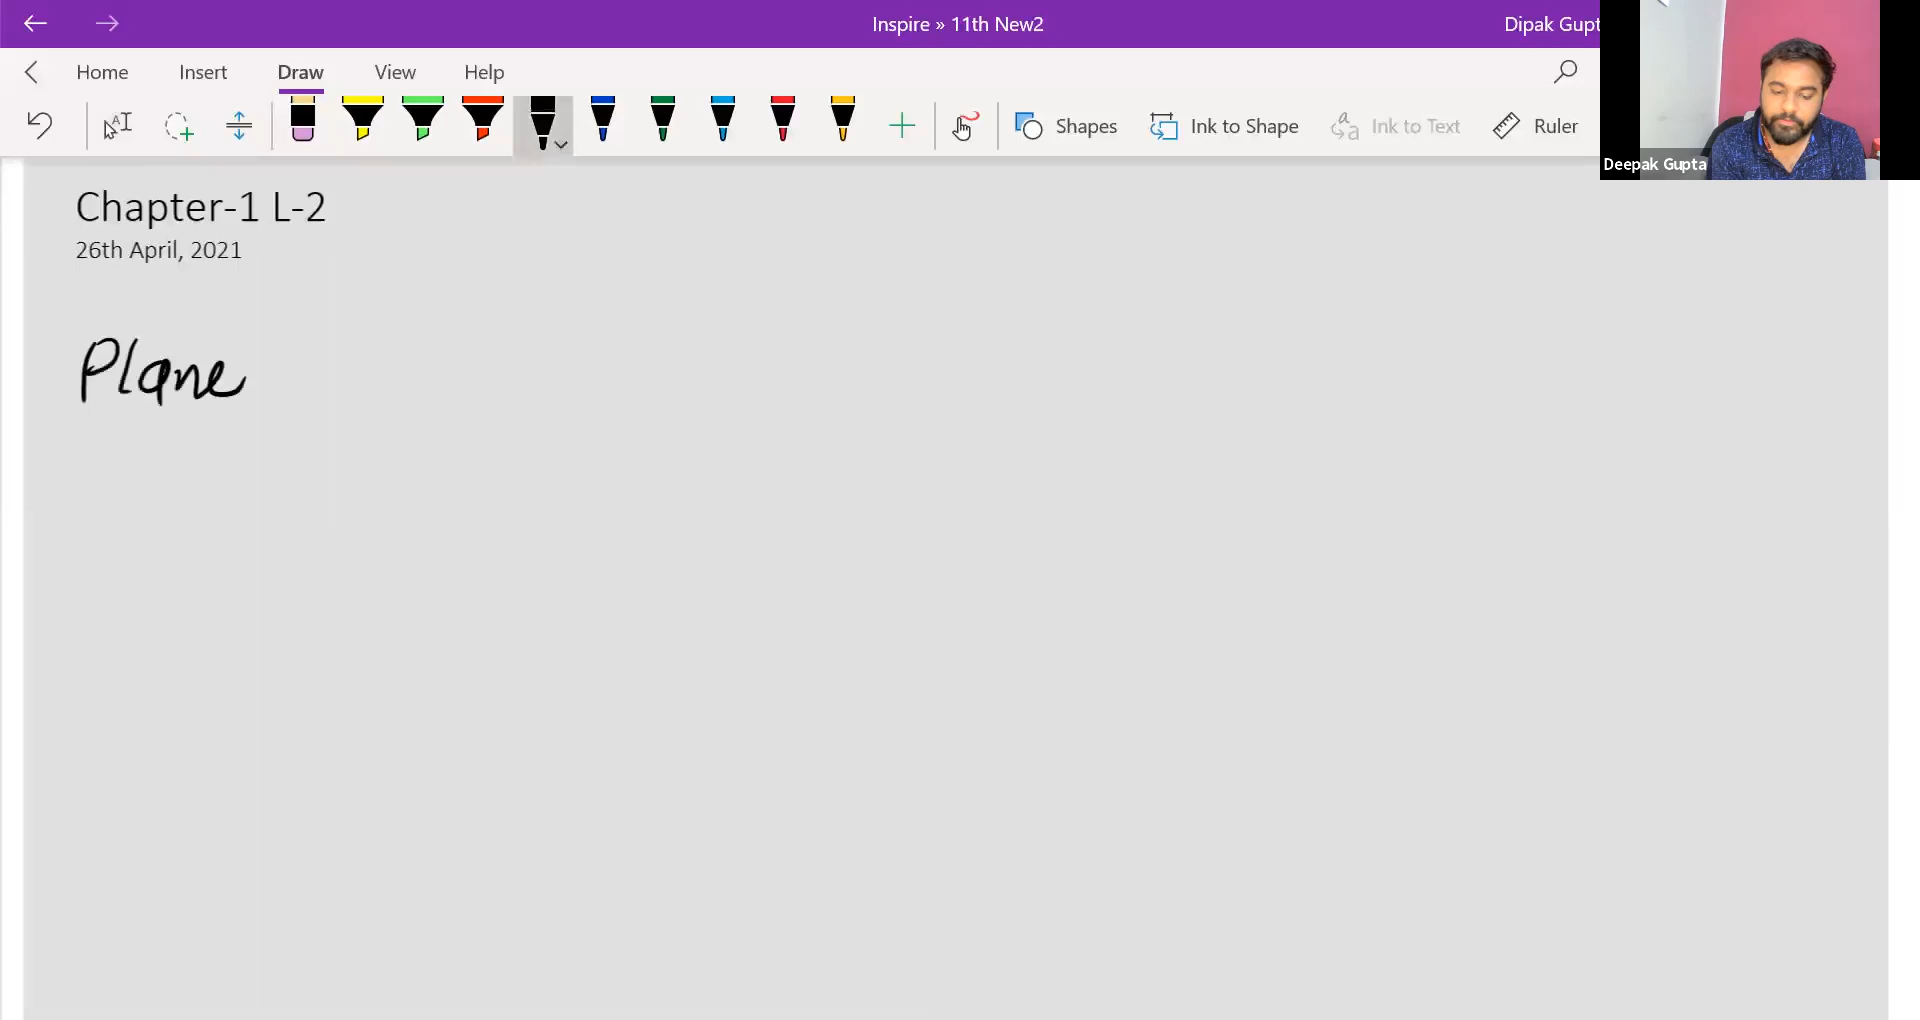 Inspire » 11th New2
Dipak Gupt
Home Insert Draw View Help
Shapes Ink to Shape Ink to Text Ruler
Deepak Gupta
Chapter-1 L-2
26th April, 2021
Plane